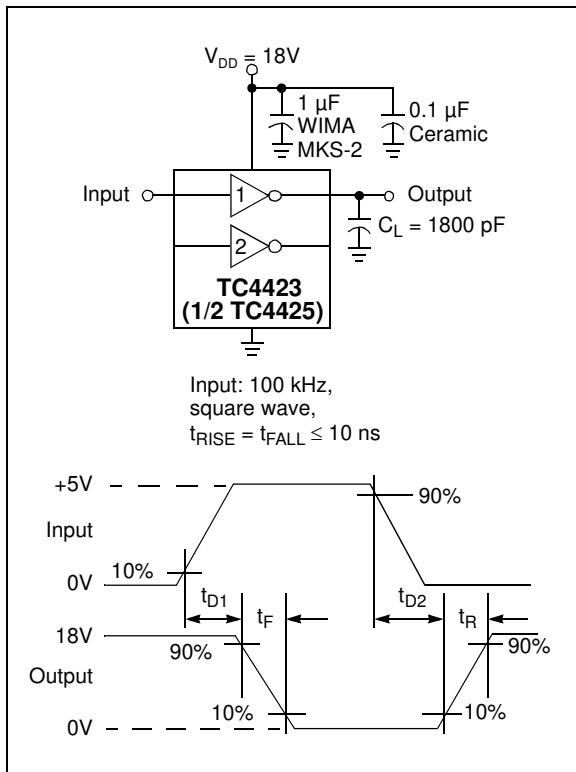 V_DD = 18V
1 µF
WIMA
MKS-2
0.1 µF
Ceramic
Input
1
Output
C_L = 1800 pF
2
TC4423
(1/2 TC4425)
Input: 100 kHz,
square wave,
t_RISE = t_FALL ≤ 10 ns
+5V
90%
Input
10%
0V
t_D1
t_F
t_D2
t_R
18V
90%
90%
Output
10%
10%
0V